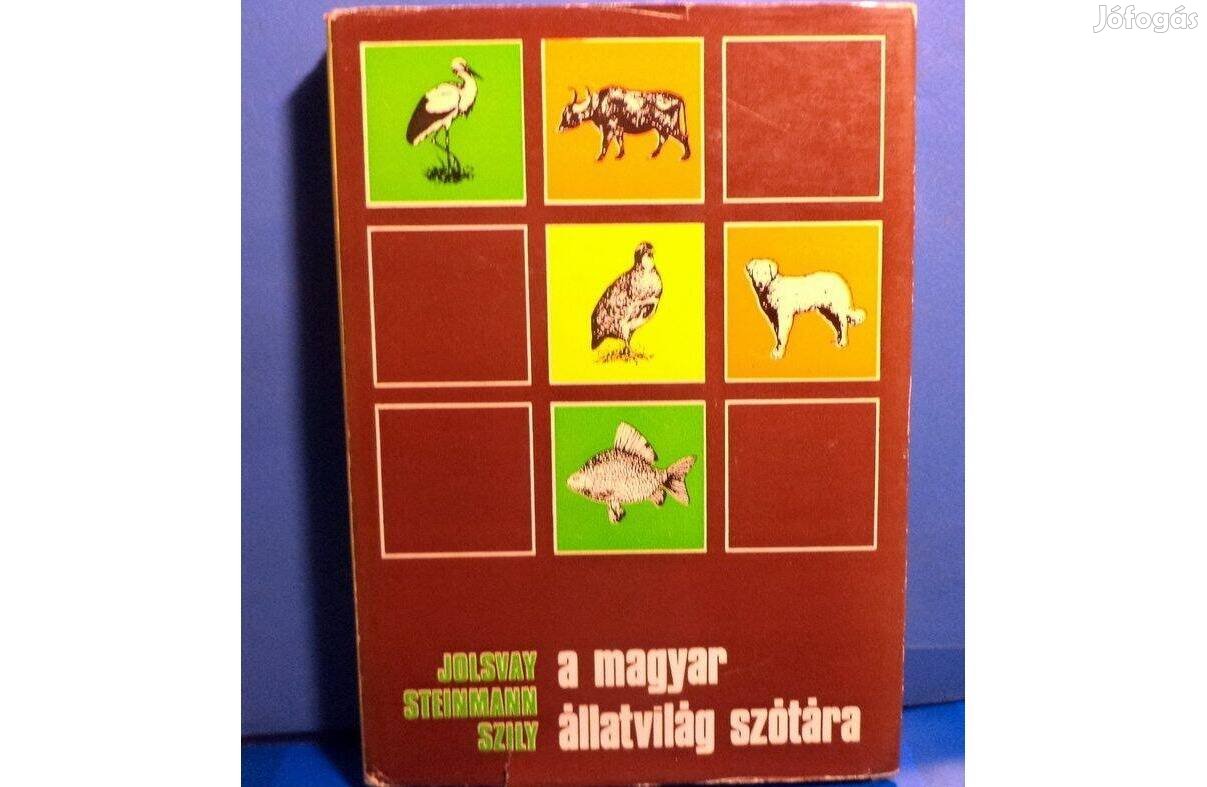 Jófogás
JOLSVAY
STEINMANN
SZILY
a magyar
állatvilág szótára